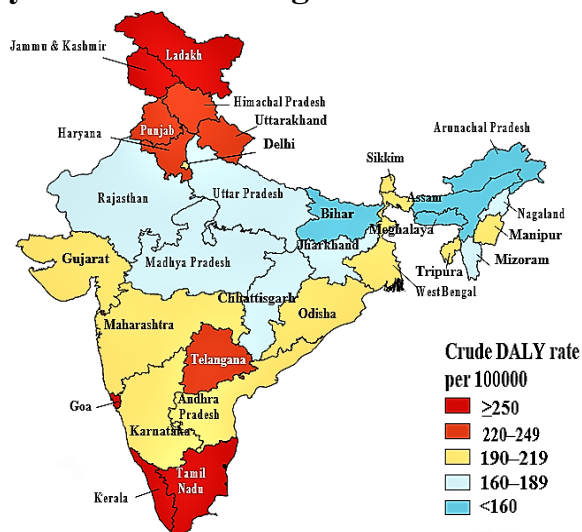 Jammu & Kashmir
Ladakh
Himachal Pradesh
Uttarakhand
Punjab
Haryana
Delhi
Arunachal Pradesh
Sikkim
Rajasthan
Uttar Pradesh
Bihar
Assam
Nagaland
Meghalaya
Manipur
Jharkhand
Gujarat
Madhya Pradesh
Mizoram
Tripura
West Bengal
Chhattisgarh
Odisha
Maharashtra
Telangana
Goa
Andhra
Pradesh
Karnataka
Tamil
Nadu
Kerala
Crude DALY rate
per 100000
≥250
220–249
190–219
160–189
<160